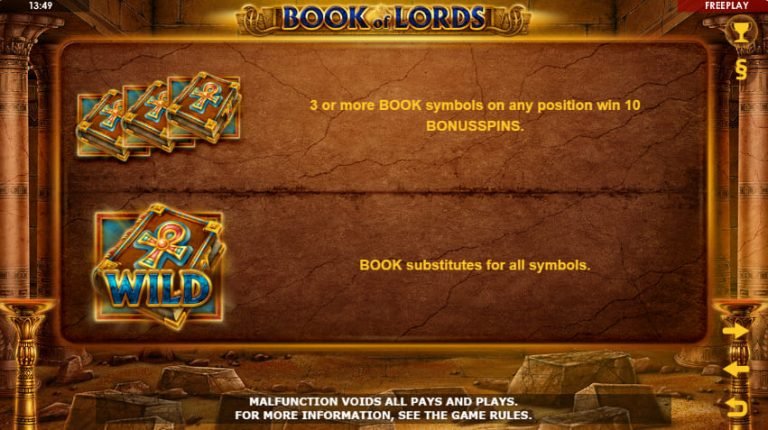 13:49
BOOK of LORDS
FREEPLAY
§
3 or more BOOK symbols on any position win 10
BONUSSPINS.
WILD
BOOK substitutes for all symbols.
MALFUNCTION VOIDS ALL PAYS AND PLAYS.
FOR MORE INFORMATION, SEE THE GAME RULES.